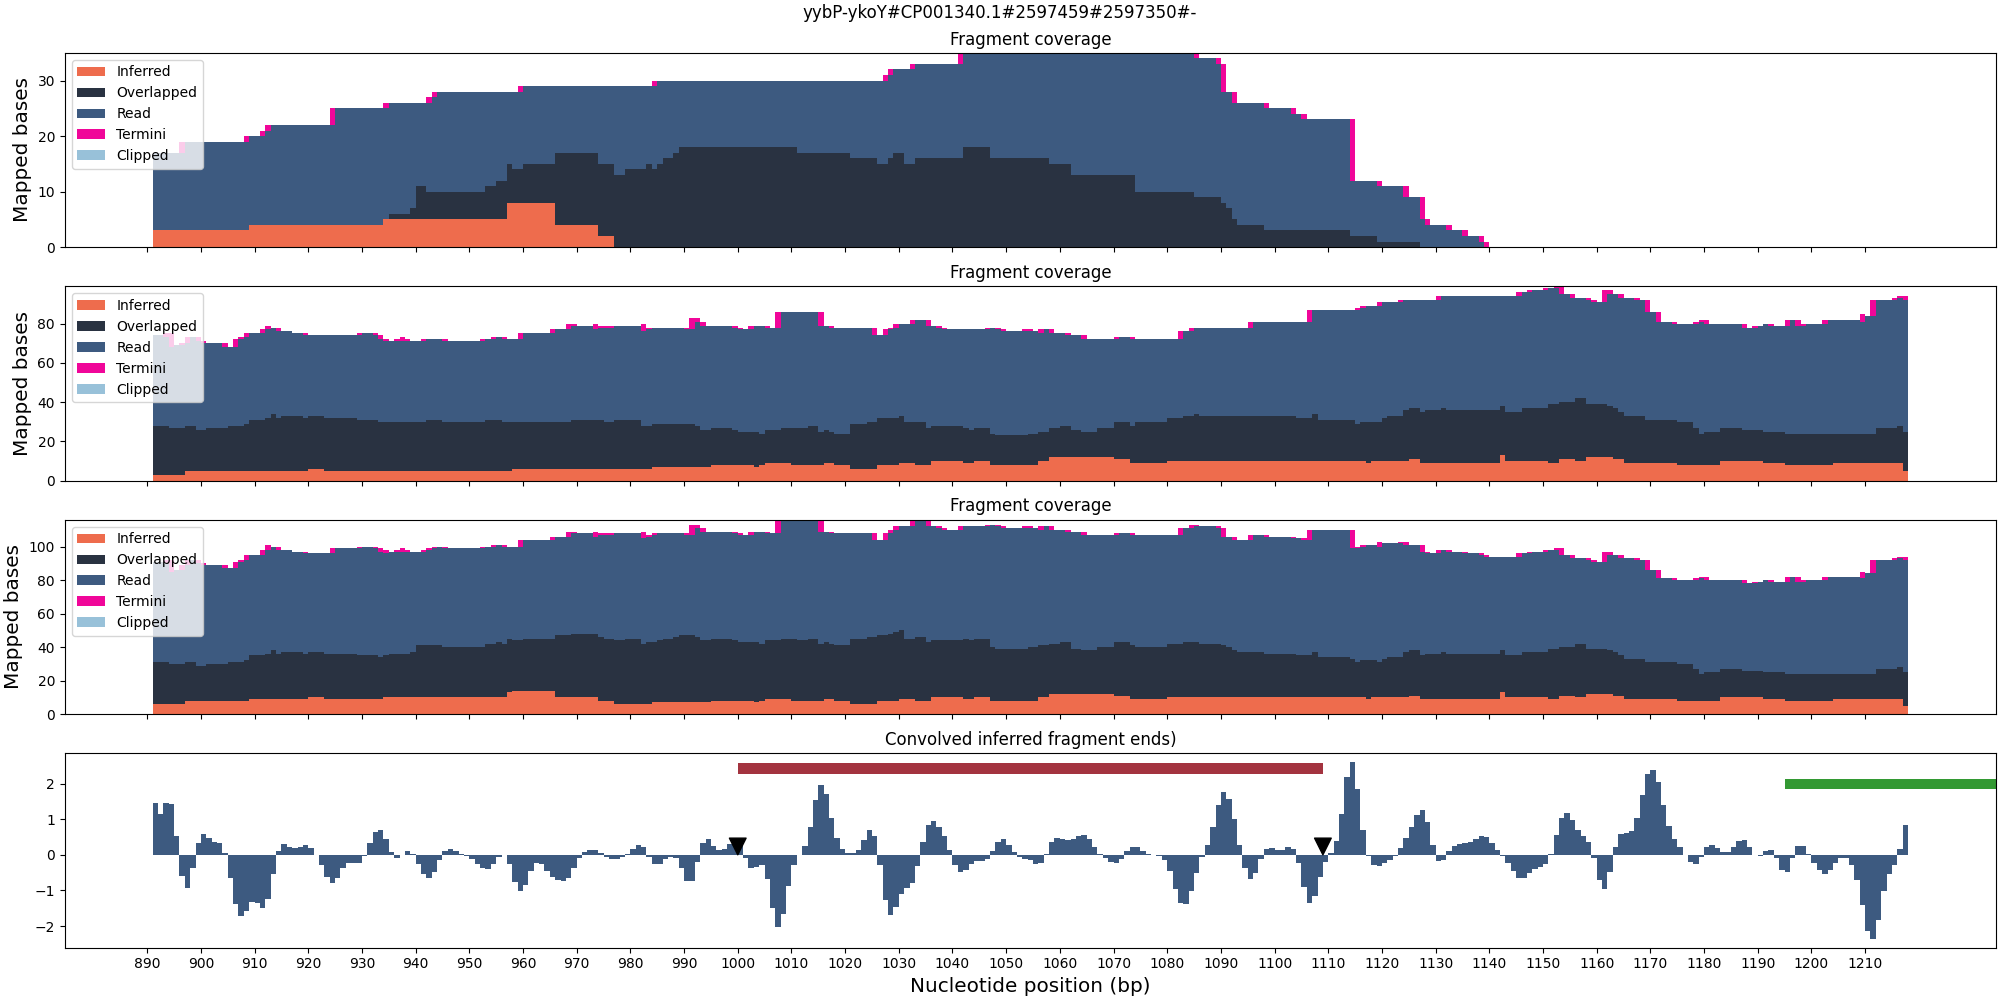 yybP-ykoY#CP001340.1#2597459#2597350#-
Fragment coverage
Mapped bases
30
20
10
0
Inferred
Overlapped
Read
Termini
Clipped
Fragment coverage
Mapped bases
80
60
40
20
0
Inferred
Overlapped
Read
Termini
Clipped
Fragment coverage
Mapped bases
100
80
60
40
20
0
Inferred
Overlapped
Read
Termini
Clipped
Convolved inferred fragment ends)
2
1
0
−1
−2
890 900 910 920 930 940 950 960 970 980 990 1000 1010 1020 1030 1040 1050 1060 1070 1080 1090 1100 1110 1120 1130 1140 1150 1160 1170 1180 1190 1200 1210
Nucleotide position (bp)